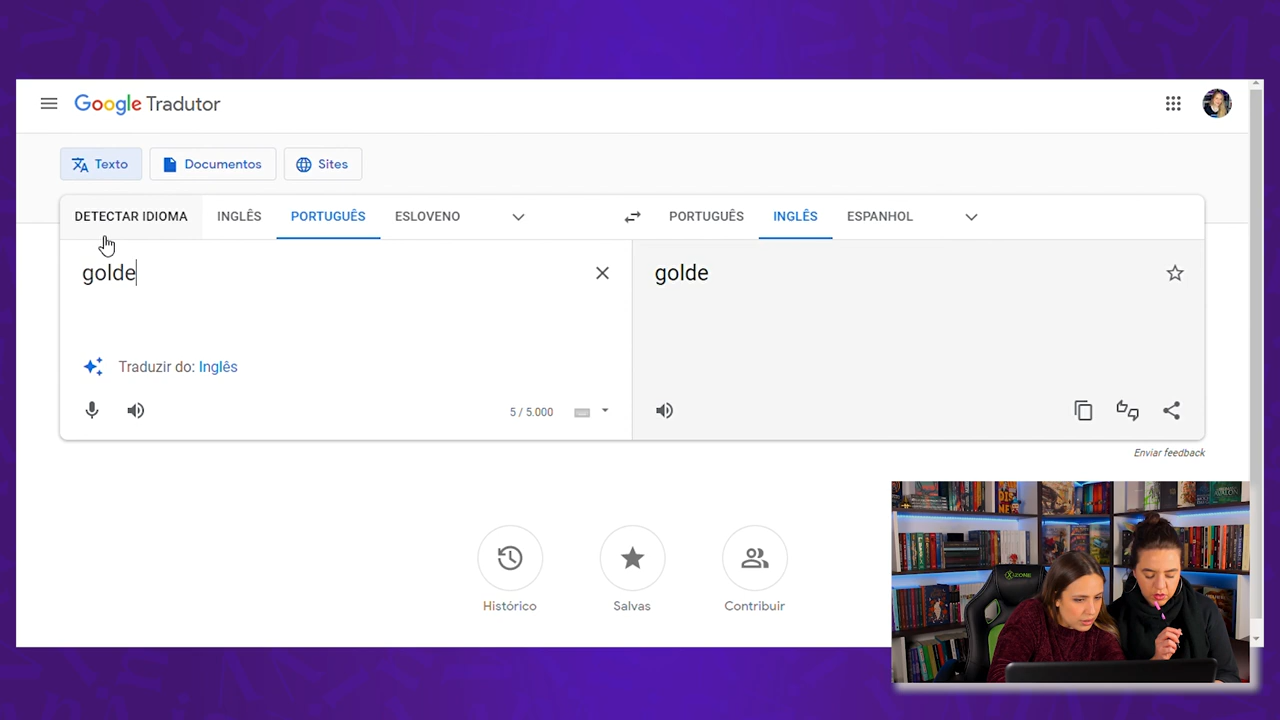 Google Tradutor
Texto
Documentos
Sites
DETECTAR IDIOMA
INGLÊS
PORTUGUÊS
ESLOVENO
PORTUGUÊS
INGLÊS
ESPANHOL
golde
golde
Traduzir do: Inglês
5 / 5.000
Enviar feedback
Histórico
Salvas
Contribuir